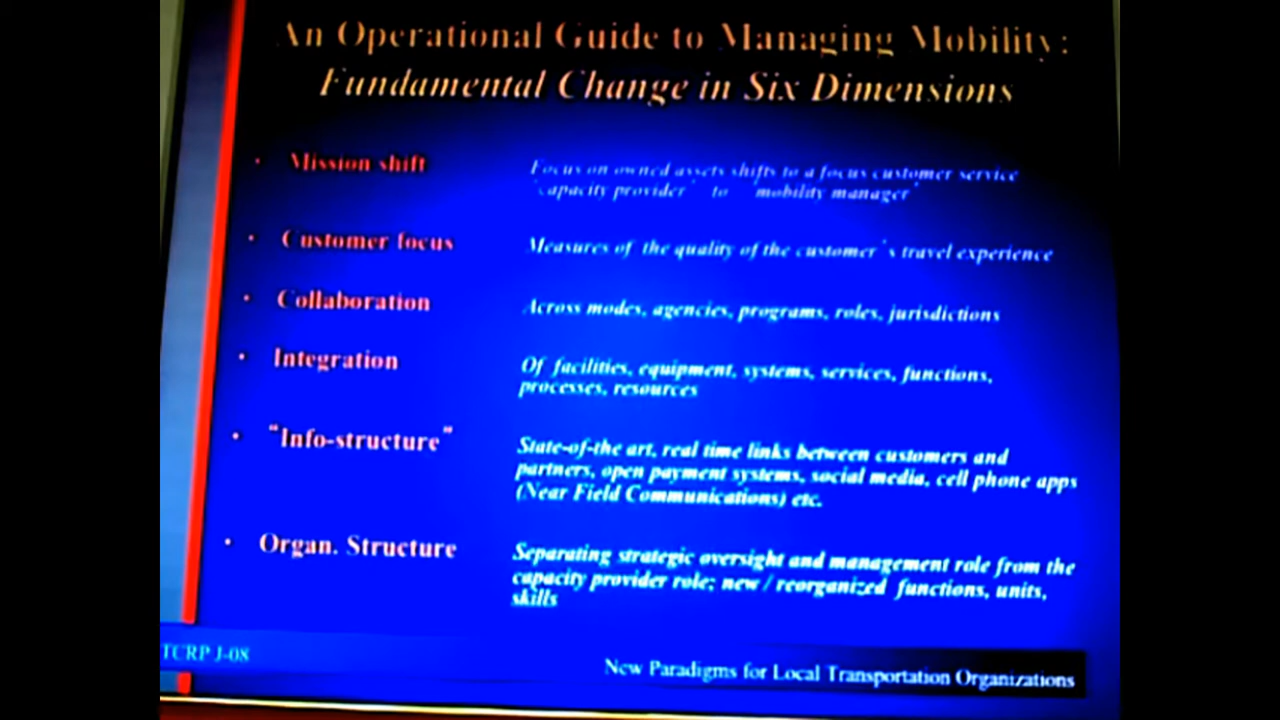 An Operational Guide to Managing Mobility:
Fundamental Change in Six Dimensions
• Mission shift
Focus on owned assets shifts to a focus customer service
"capacity provider" to "mobility manager"
• Customer focus
Measures of the quality of the customer's travel experience
• Collaboration
Across modes, agencies, programs, roles, jurisdictions
• Integration
Of facilities, equipment, systems, services, functions,
processes, resources
• "Info-structure"
State-of-the art, real time links between customers and
partners, open payment systems, social media, cell phone apps
(Near Field Communications) etc.
• Organ. Structure
Separating strategic oversight and management role from the
capacity provider role; new / reorganized functions, units,
skills
TCRP J-08
New Paradigms for Local Transportation Organizations